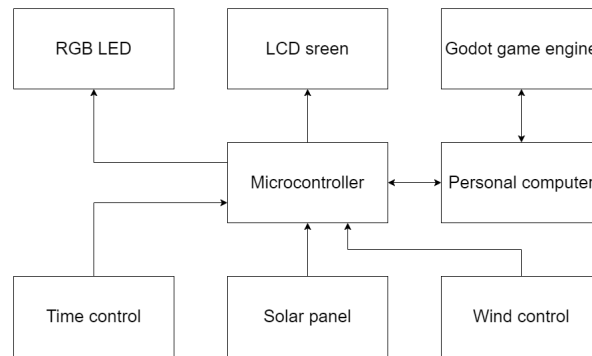 RGB LED
LCD sreen
Godot game engine
Microcontroller
Personal computer
Time control
Solar panel
Wind control